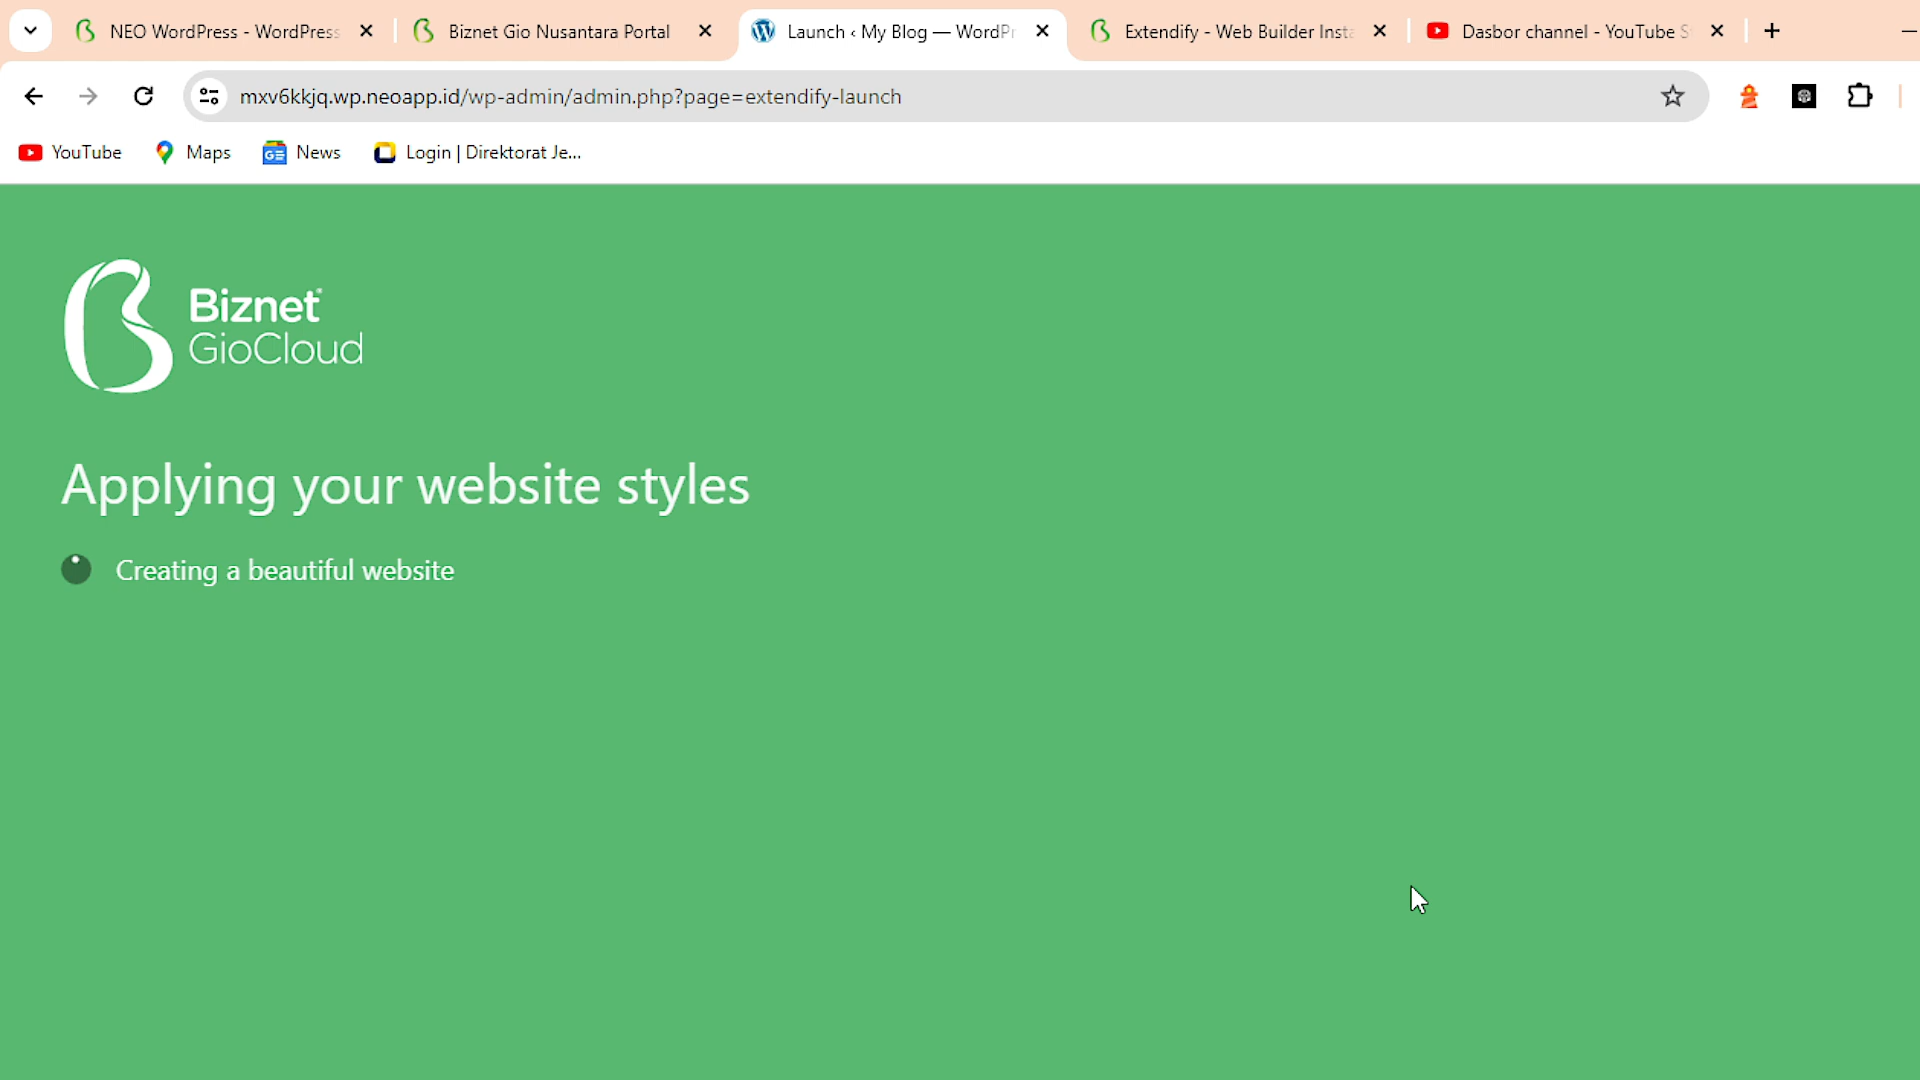 NEO WordPress - WordPress
Biznet Gio Nusantara Portal
Launch ‹ My Blog — WordPr
Extendify - Web Builder Insta
Dasbor channel - YouTube S
mxv6kkjq.wp.neoapp.id/wp-admin/admin.php?page=extendify-launch
YouTube
Maps
News
Login | Direktorat Je...
Biznet
GioCloud
Applying your website styles
Creating a beautiful website